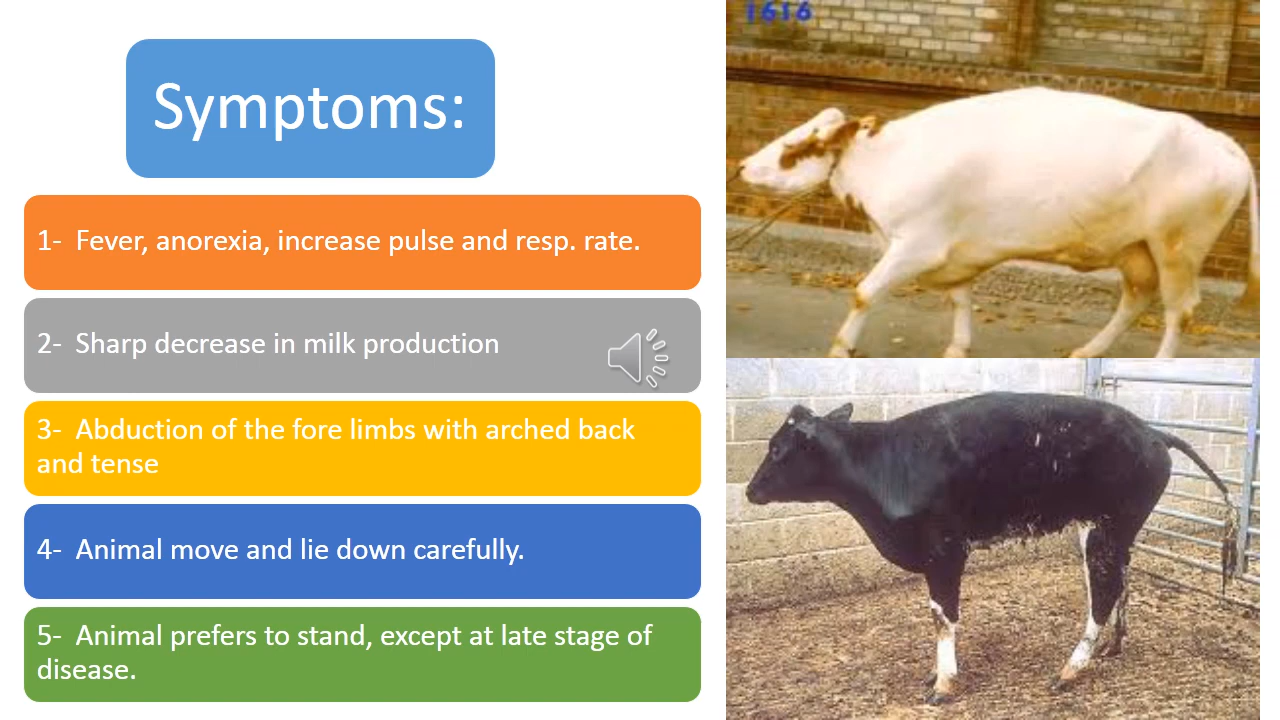 Symptoms:
1- Fever, anorexia, increase pulse and resp. rate.
2- Sharp decrease in milk production
3- Abduction of the fore limbs with arched back
and tense
4- Animal move and lie down carefully.
5- Animal prefers to stand, except at late stage of
disease.
1616